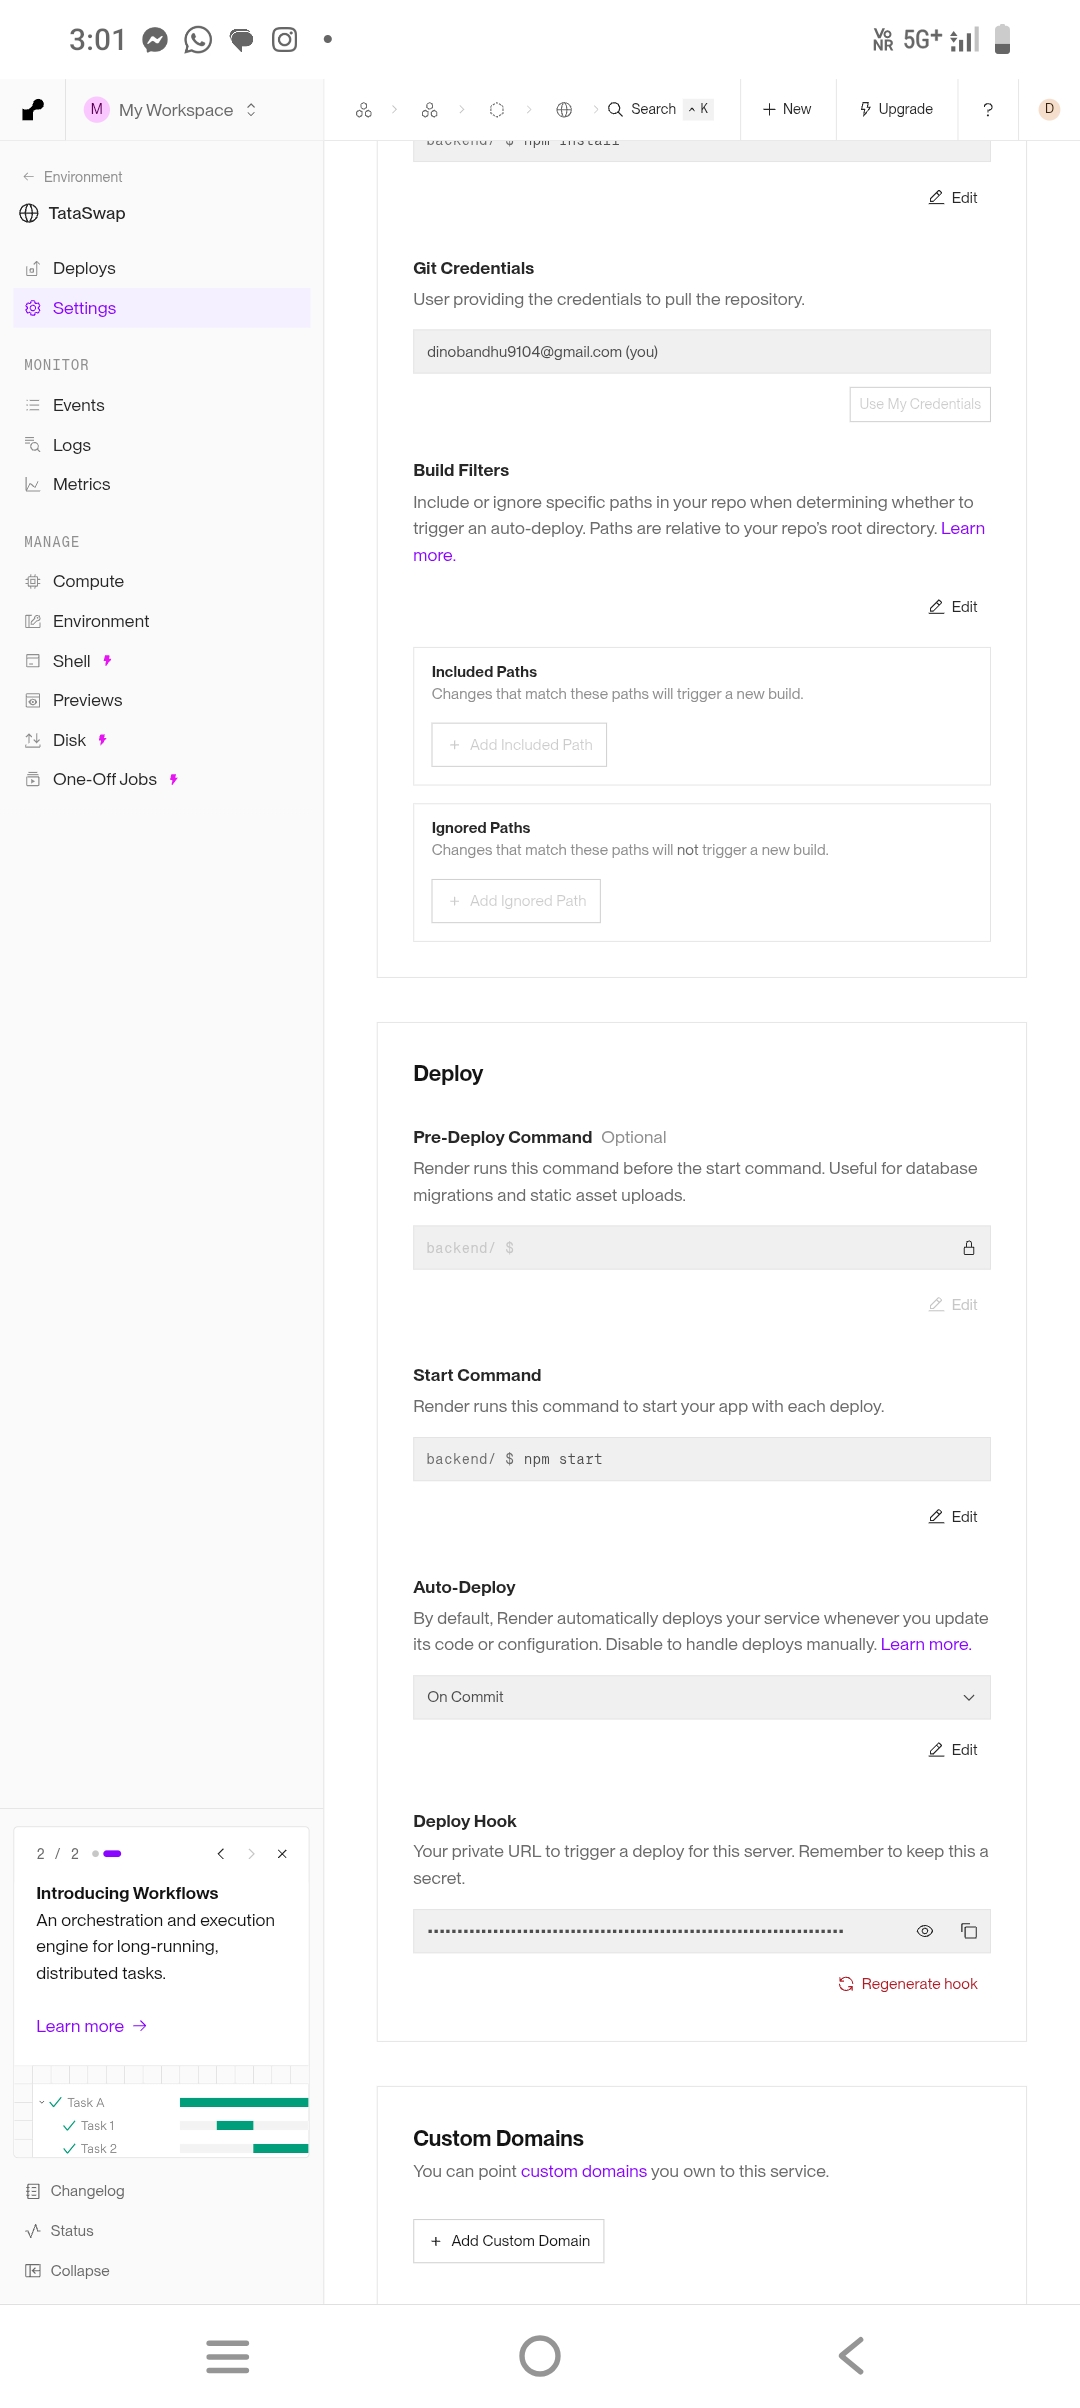 3:01
VO NR 5G+
M My Workspace
Search ^ K
New
Upgrade
?
D
Environment
TataSwap
Deploys
Settings
MONITOR
Events
Logs
Metrics
MANAGE
Compute
Environment
Shell
Previews
Disk
One-Off Jobs
2 / 2
Introducing Workflows
An orchestration and execution
engine for long-running,
distributed tasks.
Learn more
Task A
Task 1
Task 2
Changelog
Status
Collapse
backend/ $ npm install
Edit
Git Credentials
User providing the credentials to pull the repository.
dinobandhu9104@gmail.com (you)
Use My Credentials
Build Filters
Include or ignore specific paths in your repo when determining whether to
trigger an auto-deploy. Paths are relative to your repo's root directory. Learn
more.
Edit
Included Paths
Changes that match these paths will trigger a new build.
+ Add Included Path
Ignored Paths
Changes that match these paths will not trigger a new build.
+ Add Ignored Path
Deploy
Pre-Deploy Command Optional
Render runs this command before the start command. Useful for database
migrations and static asset uploads.
backend/ $
Edit
Start Command
Render runs this command to start your app with each deploy.
backend/ $ npm start
Edit
Auto-Deploy
By default, Render automatically deploys your service whenever you update
its code or configuration. Disable to handle deploys manually. Learn more.
On Commit
Edit
Deploy Hook
Your private URL to trigger a deploy for this server. Remember to keep this a
secret.
Regenerate hook
Custom Domains
You can point custom domains you own to this service.
+ Add Custom Domain